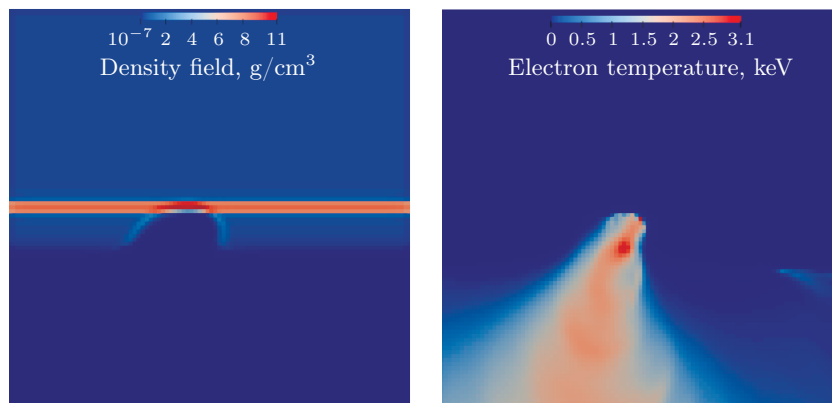 10⁻⁷ 2 4 6 8 11
Density field, g/cm³
0 0.5 1 1.5 2 2.5 3.1
Electron temperature, keV